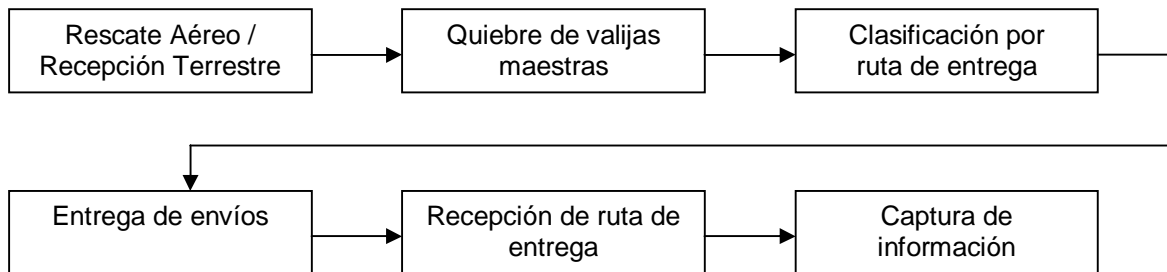 Rescate Aéreo /
Recepción Terrestre
Quiebre de valijas
maestras
Clasificación por
ruta de entrega
Entrega de envíos
Recepción de ruta de
entrega
Captura de
información